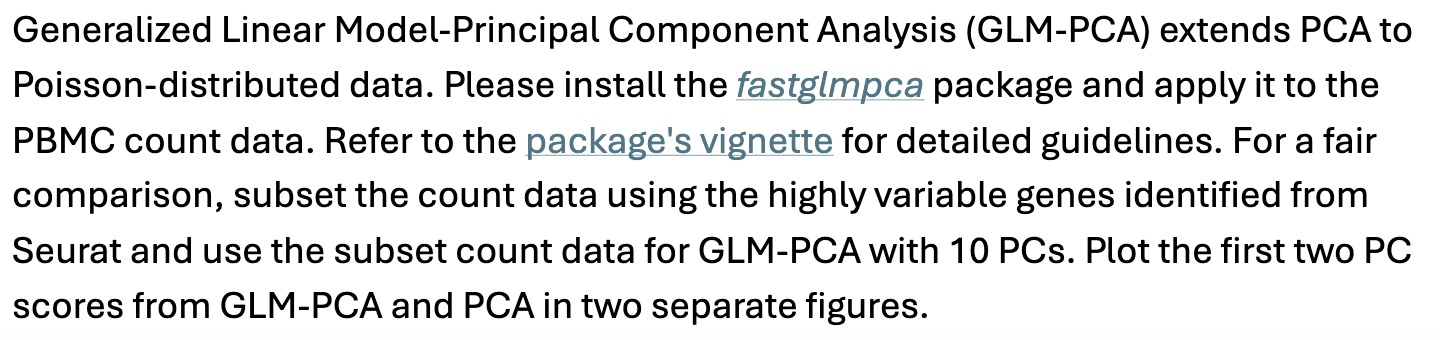 Generalized Linear Model-Principal Component Analysis (GLM-PCA) extends PCA to
Poisson-distributed data. Please install the fastglmpca package and apply it to the
PBMC count data. Refer to the package's vignette for detailed guidelines. For a fair
comparison, subset the count data using the highly variable genes identified from
Seurat and use the subset count data for GLM-PCA with 10 PCs. Plot the first two PC
scores from GLM-PCA and PCA in two separate figures.